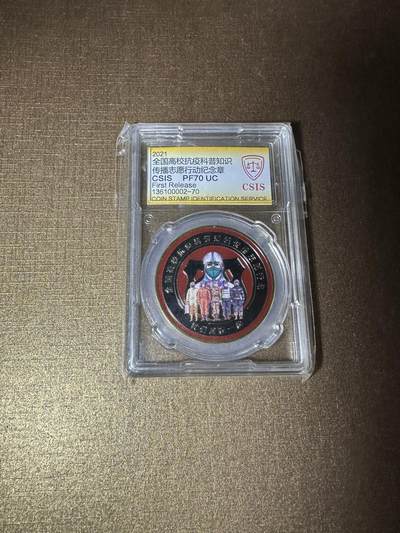 2021
全国高校抗疫科普知识
传播志愿行动纪念章
CSIS PF70 UC
First Release
136100002-70
COIN STAMP IDENTIFICATION SERVICE
CSIS